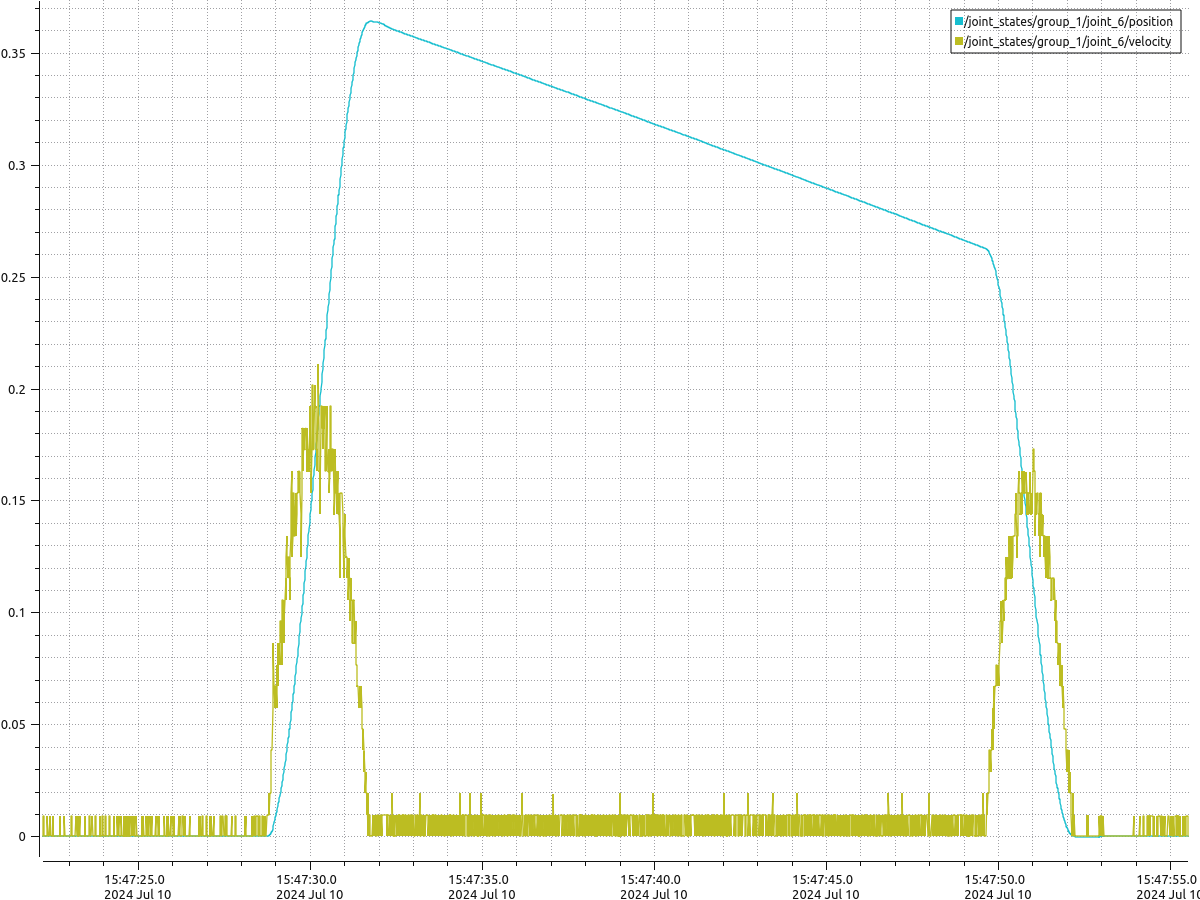 /joint_states/group_1/joint_6/position
/joint_states/group_1/joint_6/velocity
0.35
0.3
0.25
0.2
0.15
0.1
0.05
0
15:47:25.0 15:47:30.0 15:47:35.0 15:47:40.0 15:47:45.0 15:47:50.0 15:47:55.0
2024 Jul 10 2024 Jul 10 2024 Jul 10 2024 Jul 10 2024 Jul 10 2024 Jul 10 2024 Jul 10